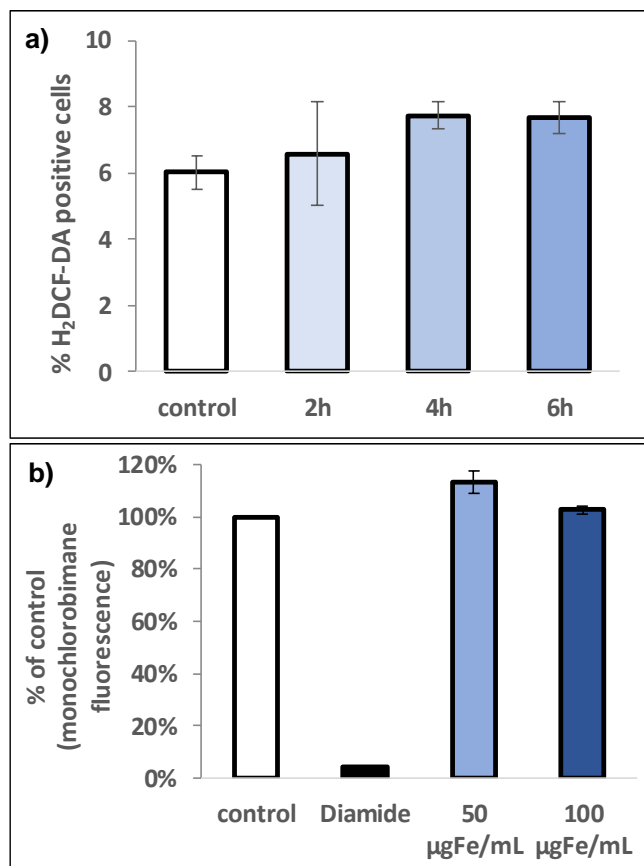 a)
% H₂DCF-DA positive cells
10
8
6
4
2
0
control 2h 4h 6h
b)
% of control
(monochlorobimane
fluorescence)
120%
100%
80%
60%
40%
20%
0%
control Diamide 50 100
µgFe/mL µgFe/mL